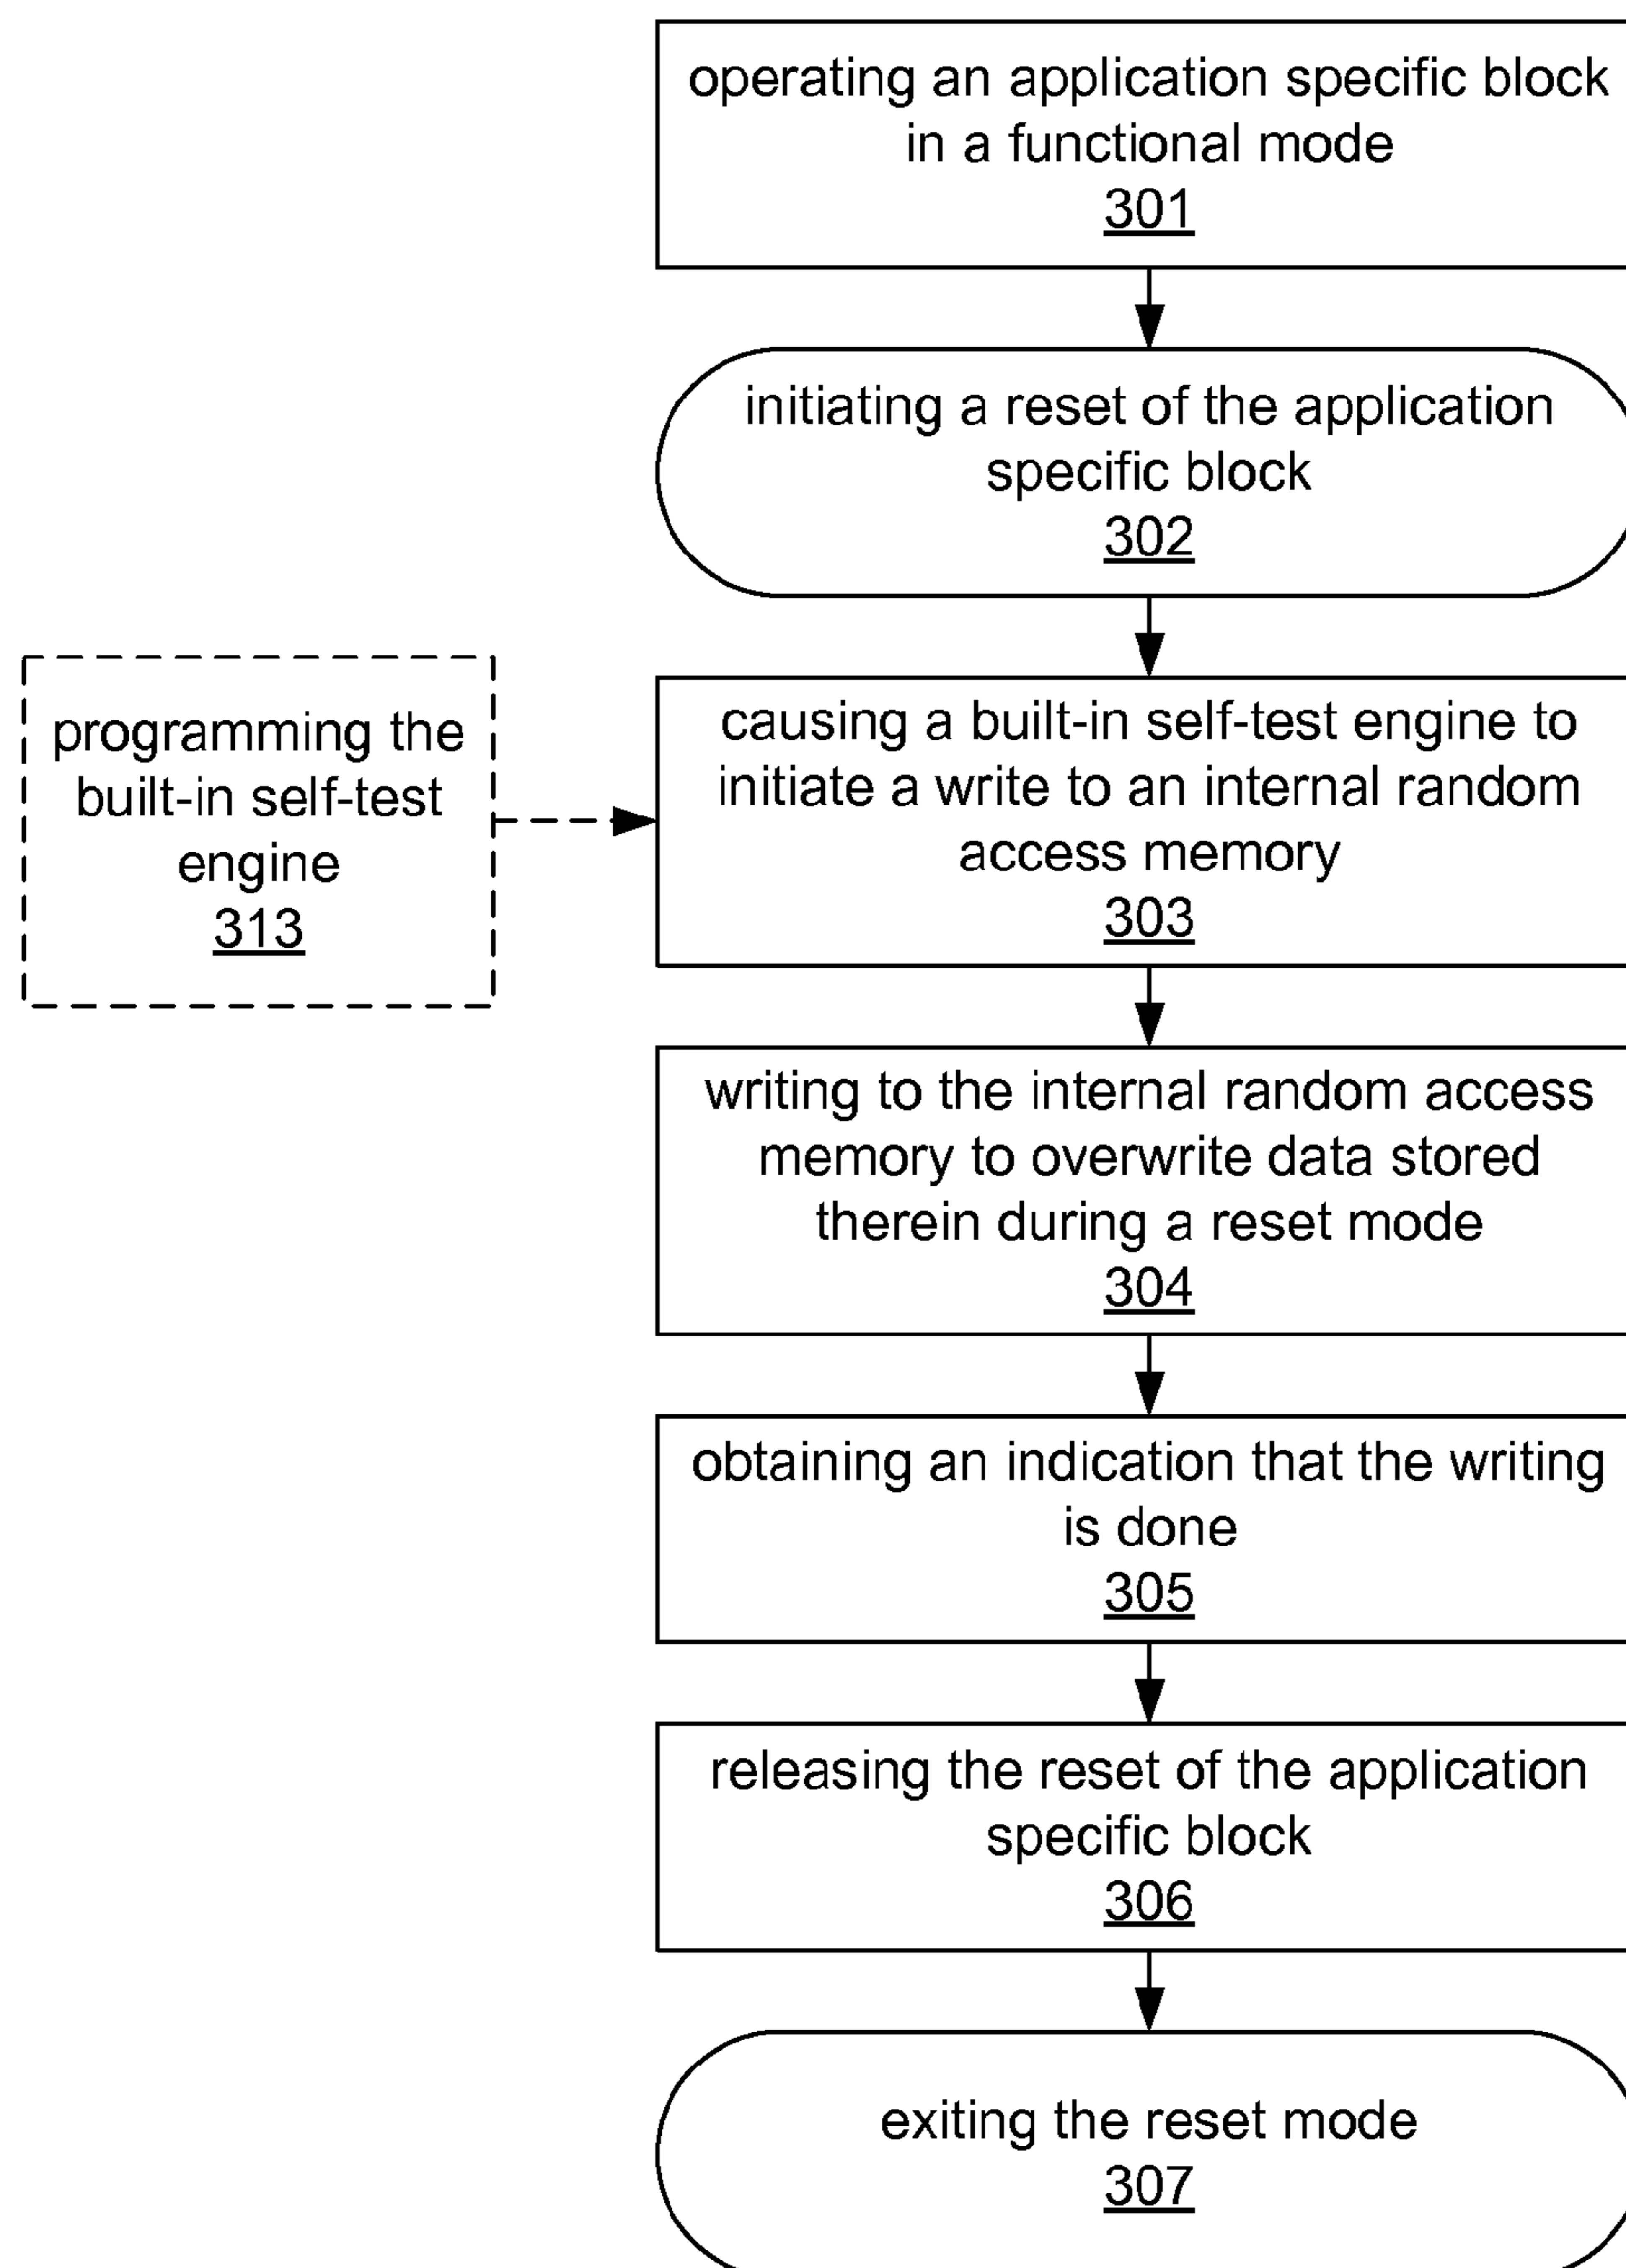 operating an application specific block
in a functional mode
301
initiating a reset of the application
specific block
302
programming the
built-in self-test
engine
313
causing a built-in self-test engine to
initiate a write to an internal random
access memory
303
writing to the internal random access
memory to overwrite data stored
therein during a reset mode
304
obtaining an indication that the writing
is done
305
releasing the reset of the application
specific block
306
exiting the reset mode
307